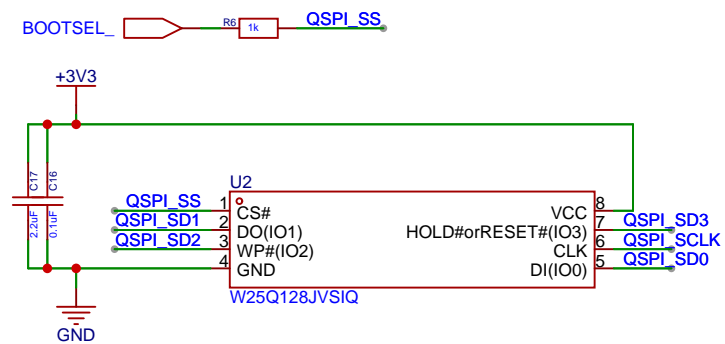 BOOTSEL_
R6
1k
QSPI_SS
+3V3
C17
C16
2.2uF
0.1uF
U2
QSPI_SS 1 CS# VCC 8
QSPI_SD1 2 DO(IO1) HOLD#orRESET#(IO3) 7 QSPI_SD3
QSPI_SD2 3 WP#(IO2) CLK 6 QSPI_SCLK
4 GND DI(IO0) 5 QSPI_SD0
W25Q128JVSIQ
GND